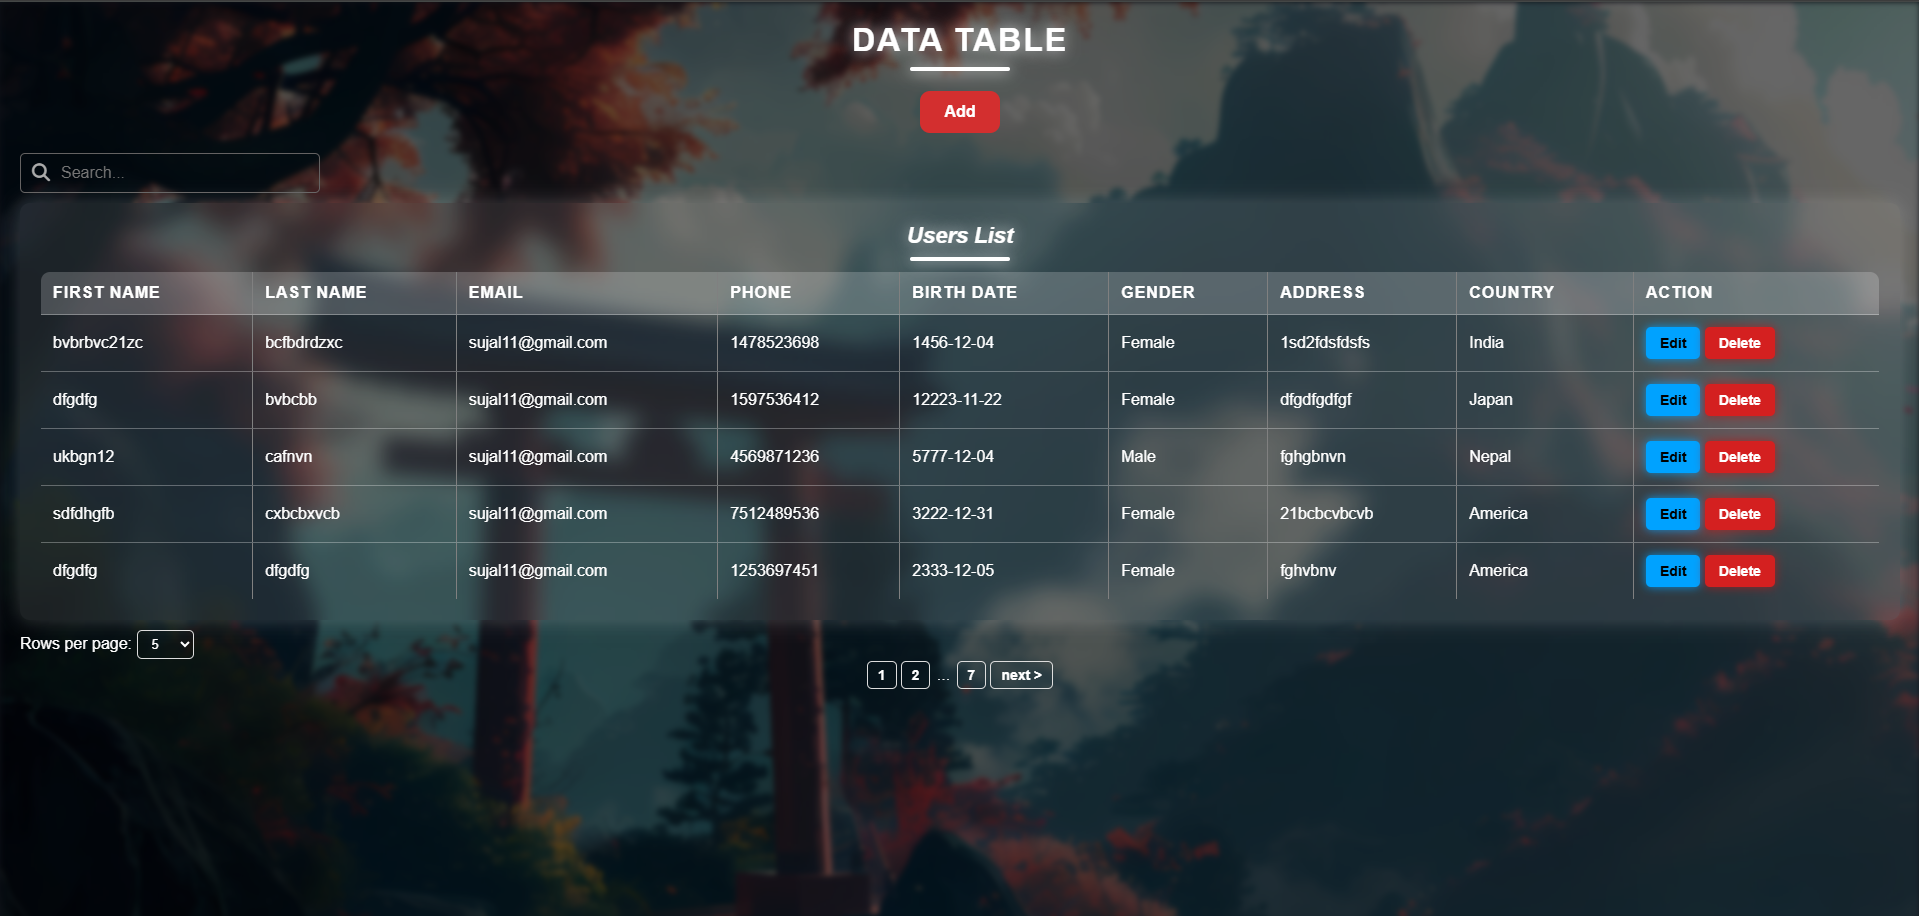 DATA TABLE
Add
Search...
Users List
FIRST NAME LAST NAME EMAIL PHONE BIRTH DATE GENDER ADDRESS COUNTRY ACTION
bvbrbvc21zc bcfbdrdzxc sujal11@gmail.com 1478523698 1456-12-04 Female 1sd2fdsfdsfs India Edit Delete
dfgdfg bvbcbb sujal11@gmail.com 1597536412 12223-11-22 Female dfgdfgdfgf Japan Edit Delete
ukbgn12 cafnvn sujal11@gmail.com 4569871236 5777-12-04 Male fghgbnvn Nepal Edit Delete
sdfdhgfb cxbcbxvcb sujal11@gmail.com 7512489536 3222-12-31 Female 21bcbcvbcvb America Edit Delete
dfgdfg dfgdfg sujal11@gmail.com 1253697451 2333-12-05 Female fghvbnv America Edit Delete
Rows per page: 5
1 2 ... 7 next >